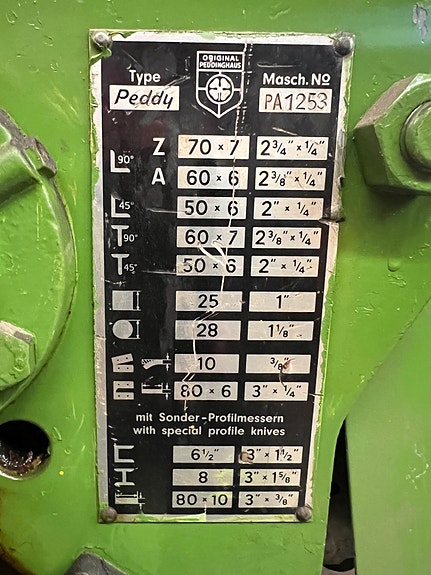 ORIGINAL
PEDDINGHAUS
Type Masch. No
Peddy PA1253
90° Z 70 × 7 2 3/4" × 1/4"
A 60 × 6 2 3/8" × 1/4"
45° 50 × 6 2" × 1/4"
90° 60 × 7 2 3/8" × 1/4"
45° 50 × 6 2" × 1/4"
25 1"
28 1 1/8"
10 3/8"
80 × 6 3" × 1/4"
mit Sonder-Profilmessern
with special profile knives
6 1/2" 3" × 1 1/2"
8 3" × 1 5/8"
80 × 10 3" × 3/8"